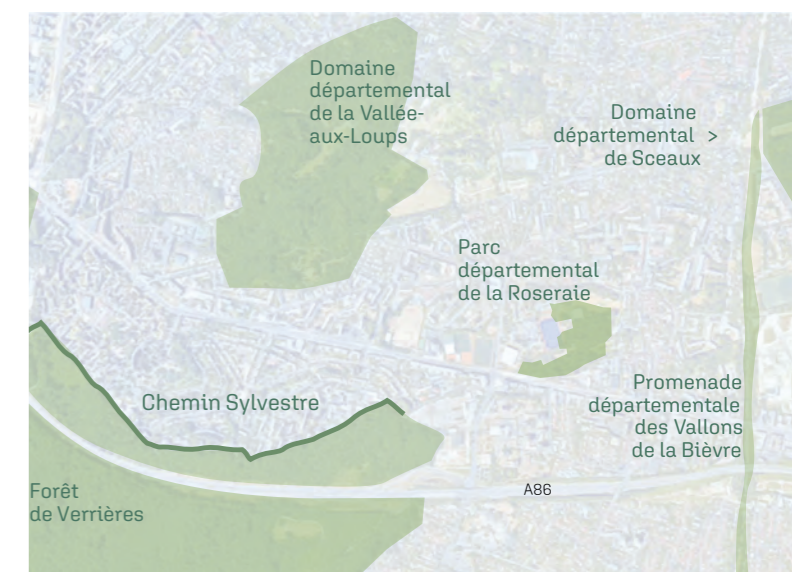 Domaine
départemental
de la Vallée-
aux-Loups
Domaine
départemental >
de Sceaux
Parc
départemental
de la Roseraie
Chemin Sylvestre
Promenade
départementale
des Vallons
de la Bièvre
Forêt
de Verrières
A86